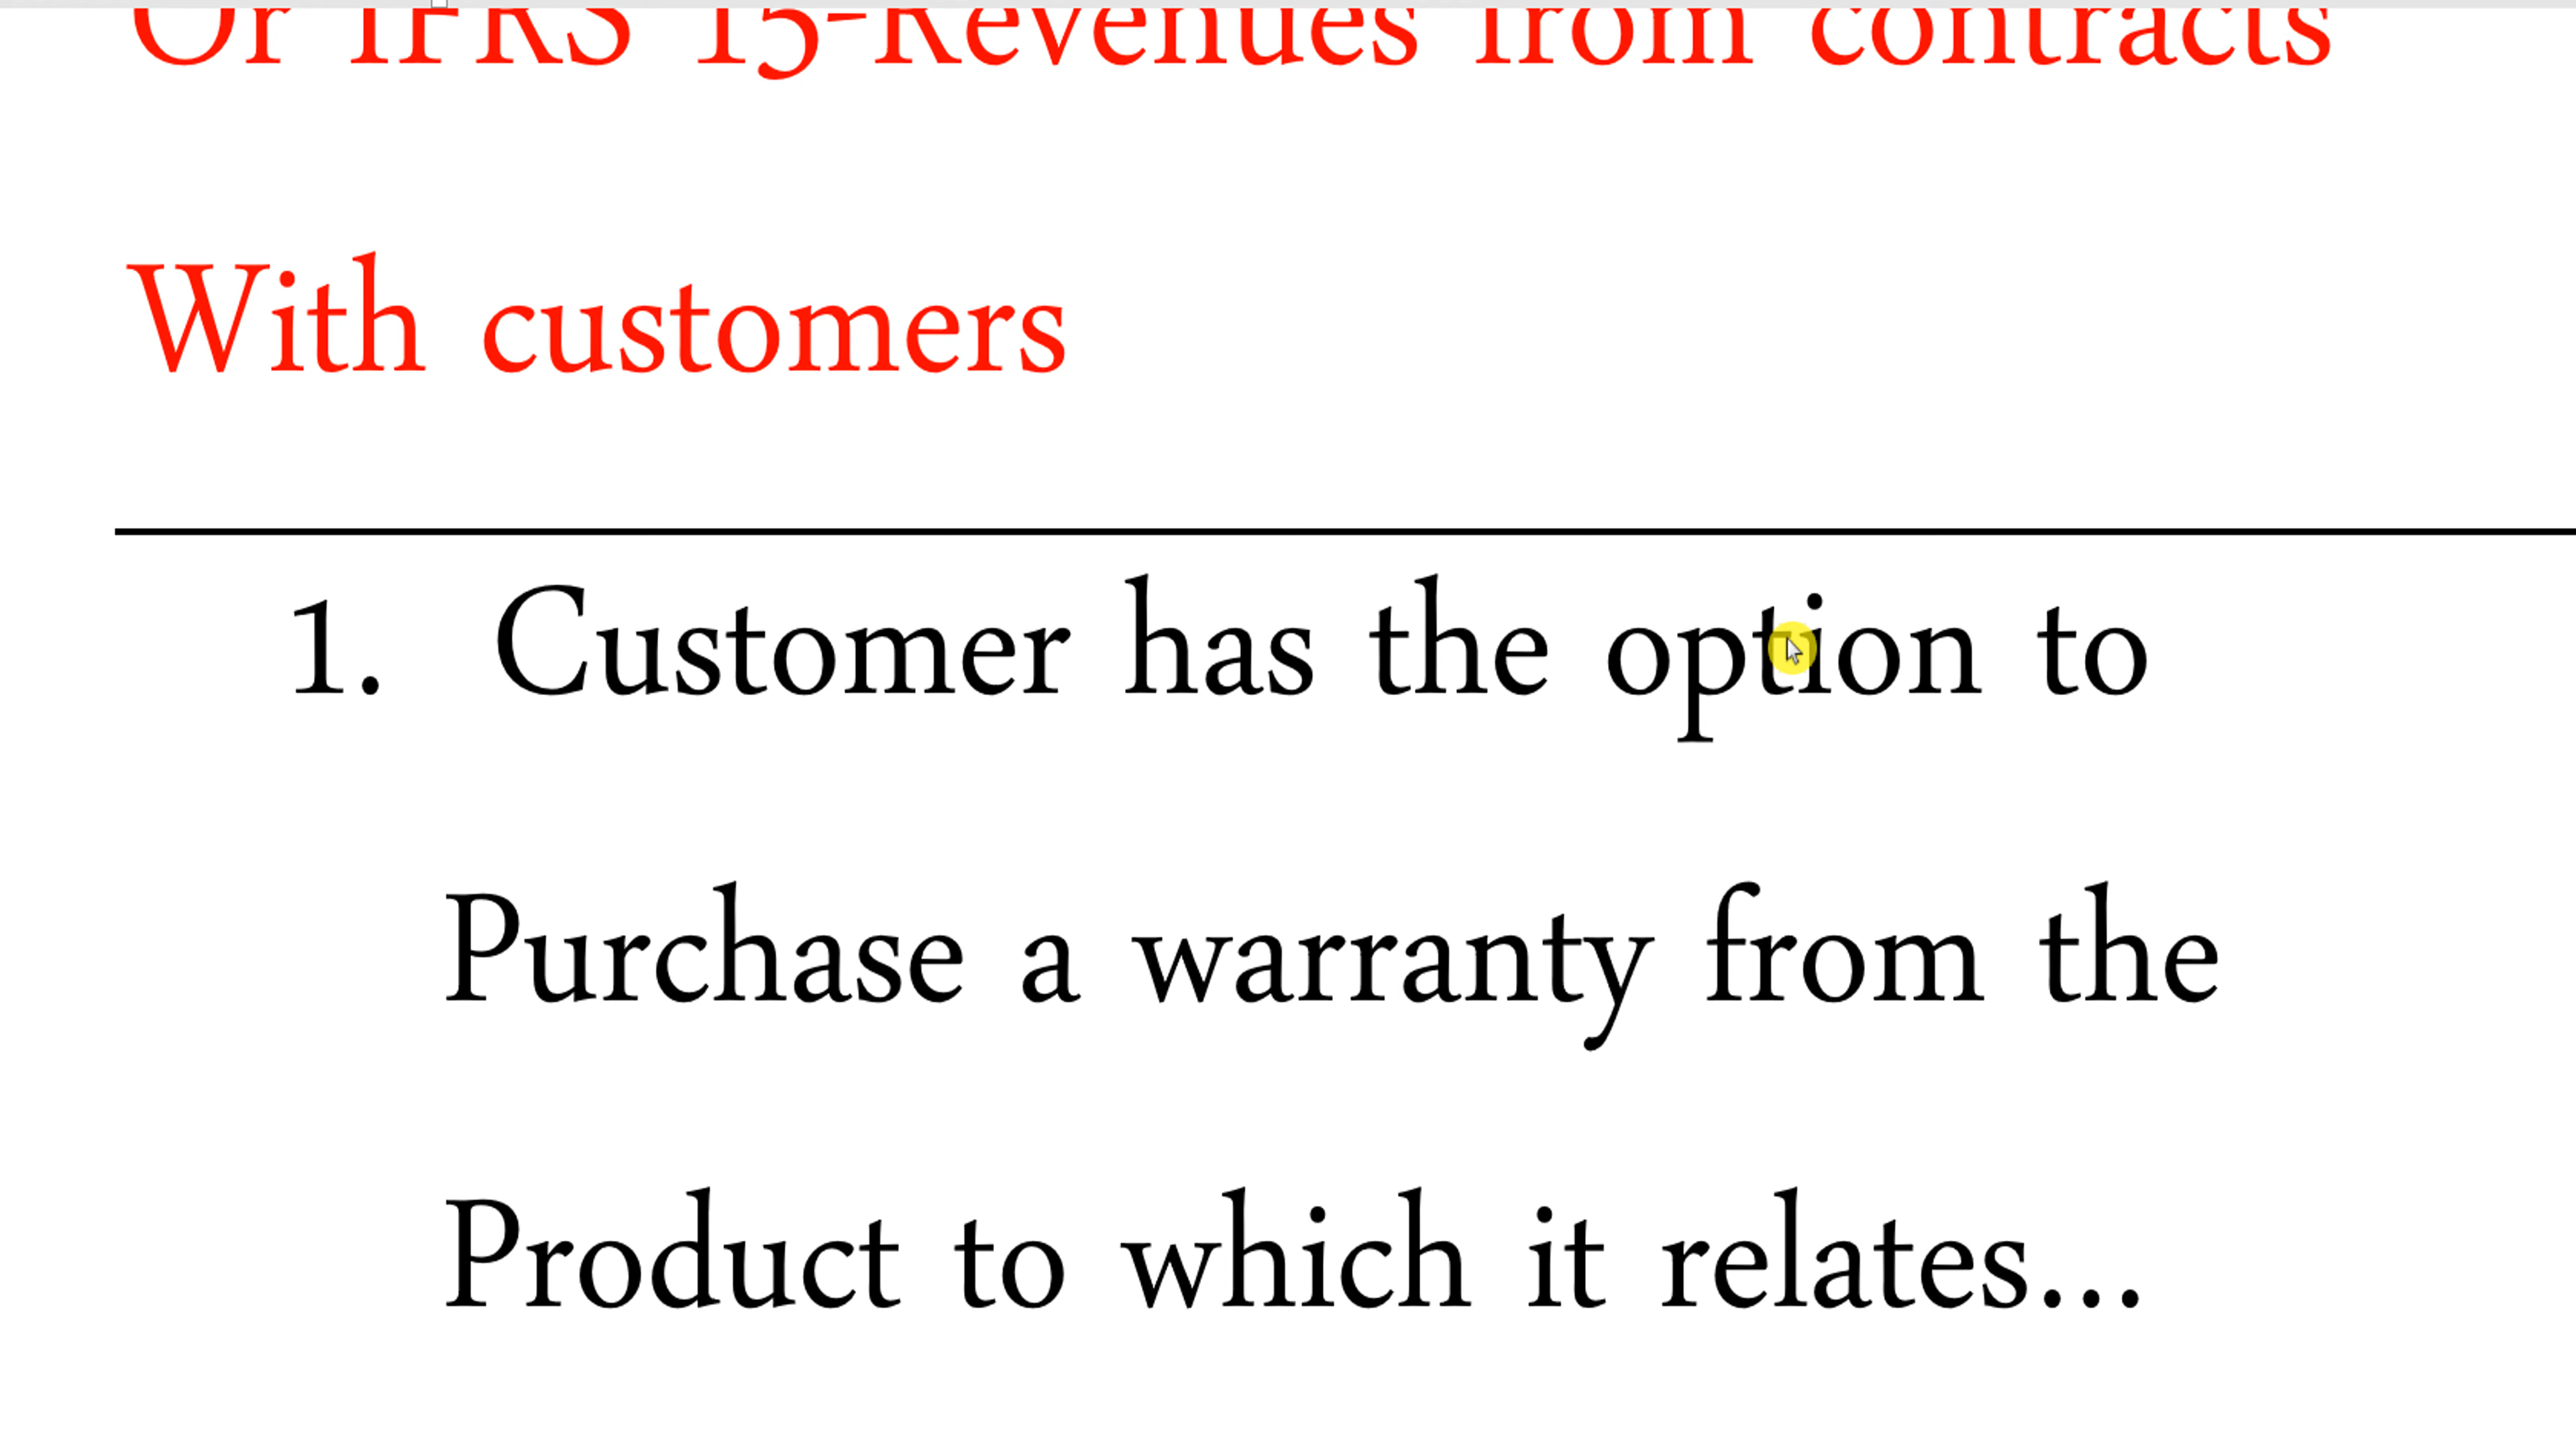 Or IFRS 15-Revenues from contracts
With customers
1. Customer has the option to
Purchase a warranty from the
Product to which it relates...